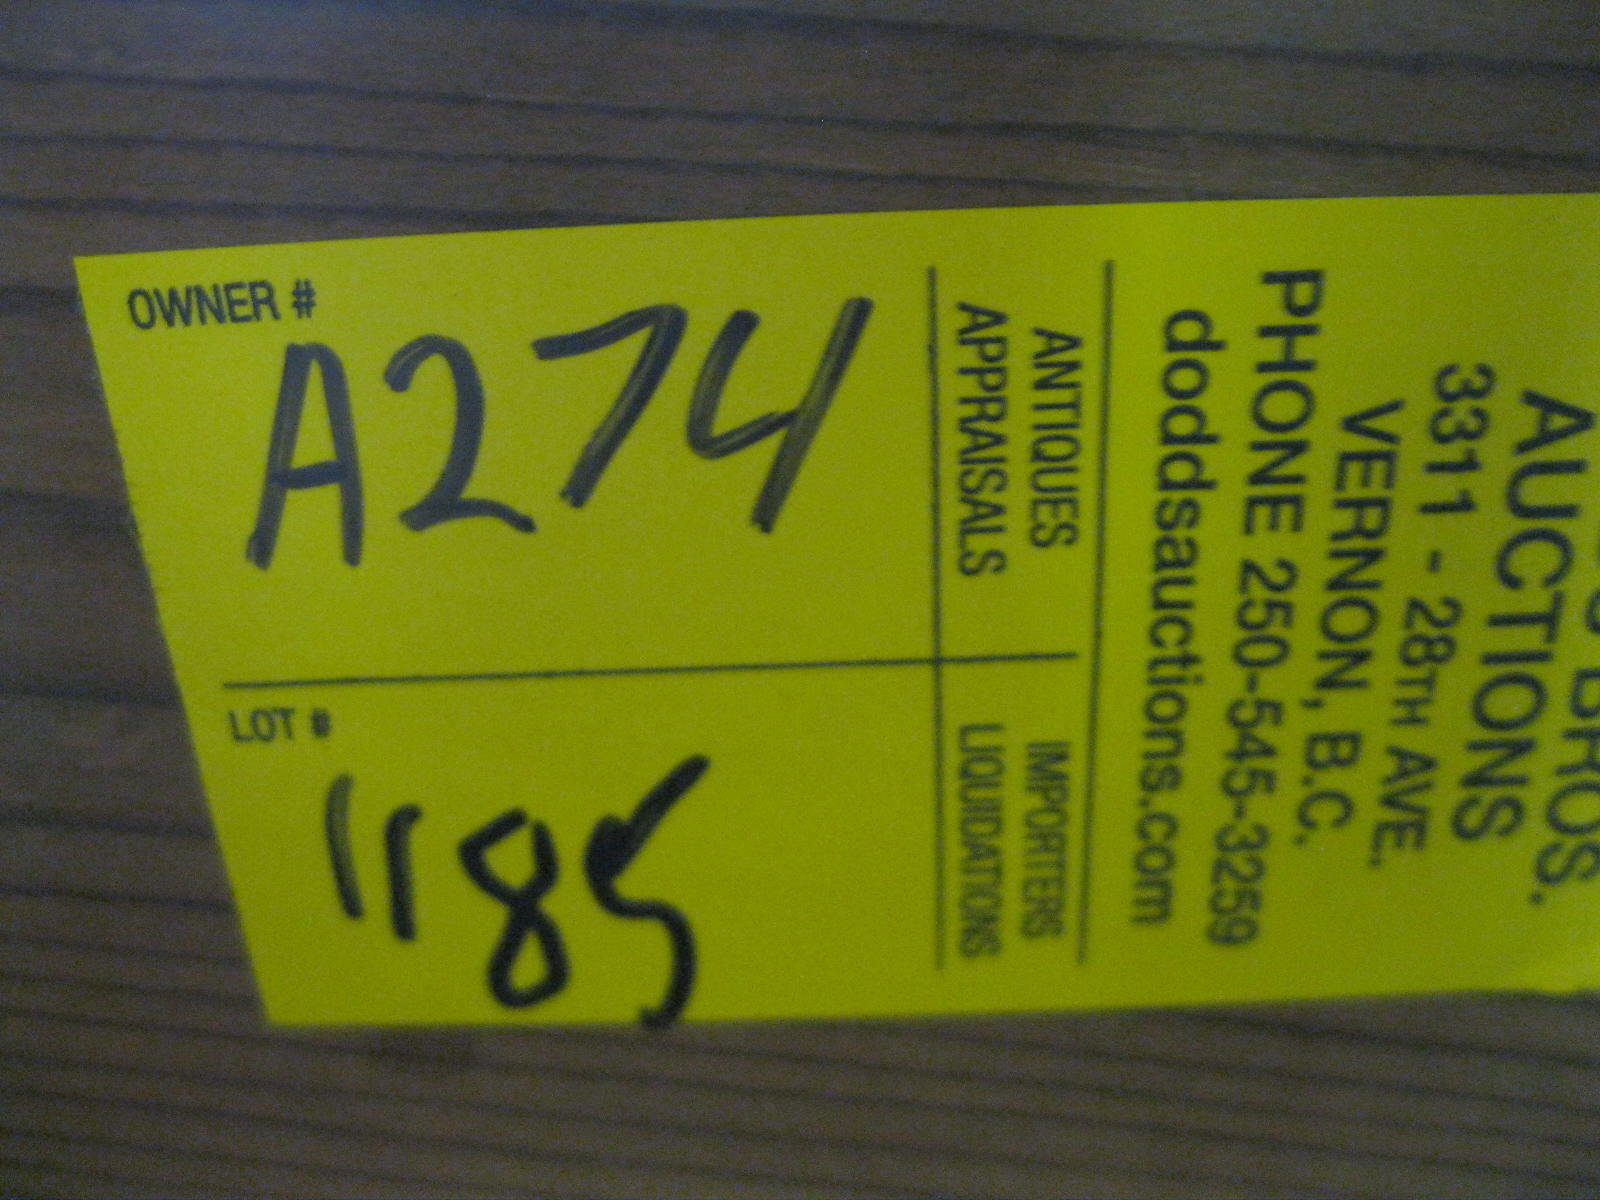 OWNER #
A274
LOT #
1185
ANTIQUES
APPRAISALS
IMPORTERS
LIQUIDATIONS
BROS.
AUCTIONS
3311 - 28TH AVE.
VERNON, B.C.
PHONE 250-545-3259
doddsauctions.com